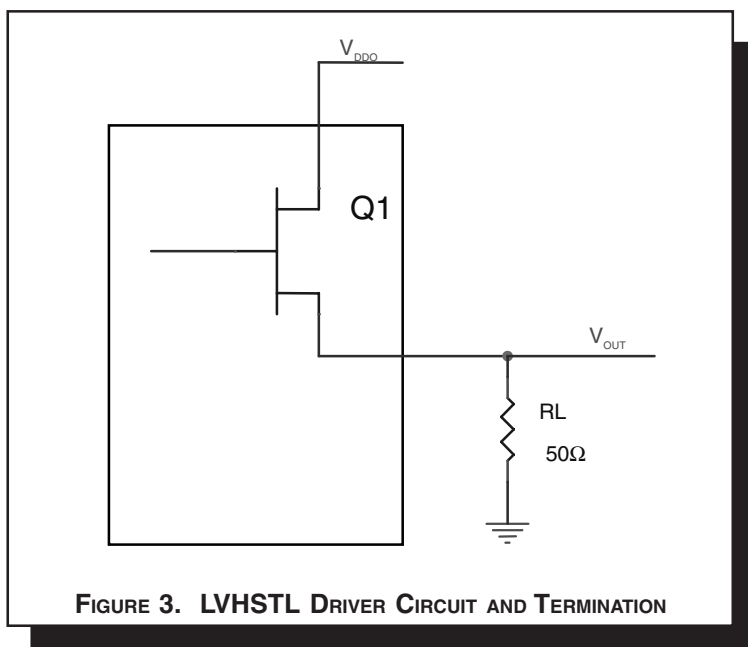 VDDO
Q1
VOUT
RL
50Ω
FIGURE 3. LVHSTL DRIVER CIRCUIT AND TERMINATION